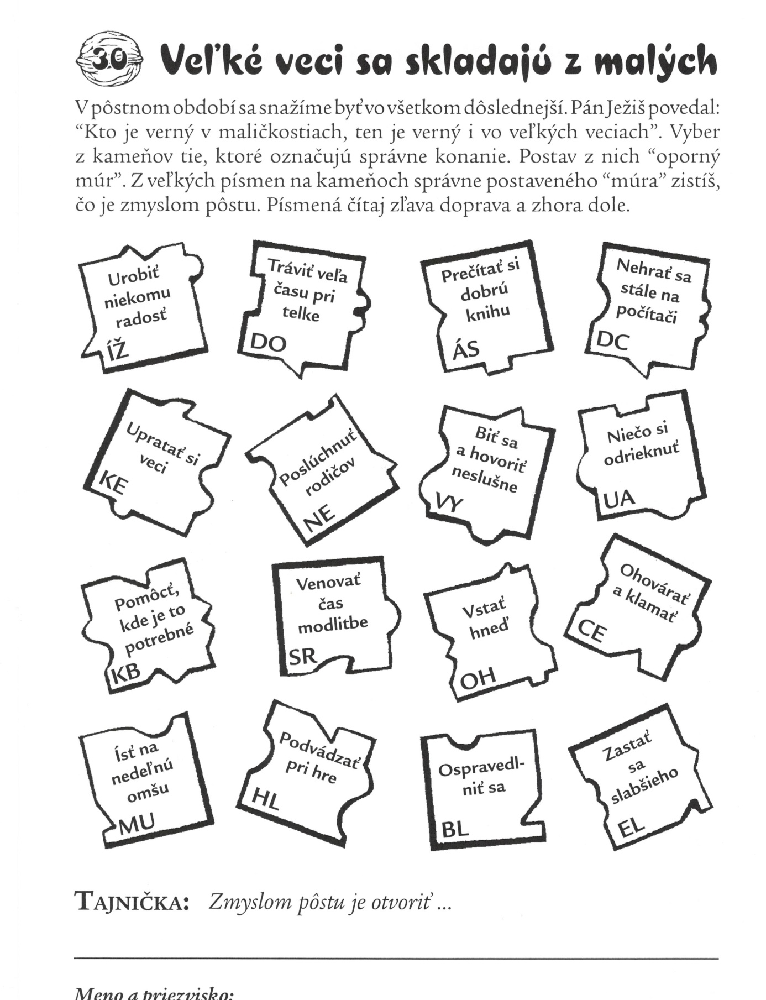 30 Veľké veci sa skladajú z malých
V pôstnom období sa snažíme byť vo všetkom dôslednejší. Pán Ježiš povedal:
“Kto je verný v maličkostiach, ten je verný i vo veľkých veciach”. Vyber
z kameňov tie, ktoré označujú správne konanie. Postav z nich “oporný
múr”. Z veľkých písmen na kameňoch správne postaveného “múra” zistíš,
čo je zmyslom pôstu. Písmená čítaj zľava doprava a zhora dole.
Urobiť
niekomu
radosť
ÍŽ
Tráviť veľa
času pri
telke
DO
Prečítať si
dobrú
knihu
ÁS
Nehrať sa
stále na
počítači
DC
Upratať si
veci
KE
Poslúchnuť
rodičov
NE
Biť sa
a hovoriť
neslušne
VY
Niečo si
odrieknuť
UA
Pomôcť,
kde je to
potrebné
KB
Venovať
čas
modlitbe
SR
Vstať
hneď
OH
Ohovárať
a klamať
CE
Ísť na
nedeľnú
omšu
MU
Podvádzať
pri hre
HL
Ospravedl-
niť sa
BL
Zastať
sa
slabšieho
EL
TAJNIČKA: Zmyslom pôstu je otvoriť ...
Meno a priezvisko: